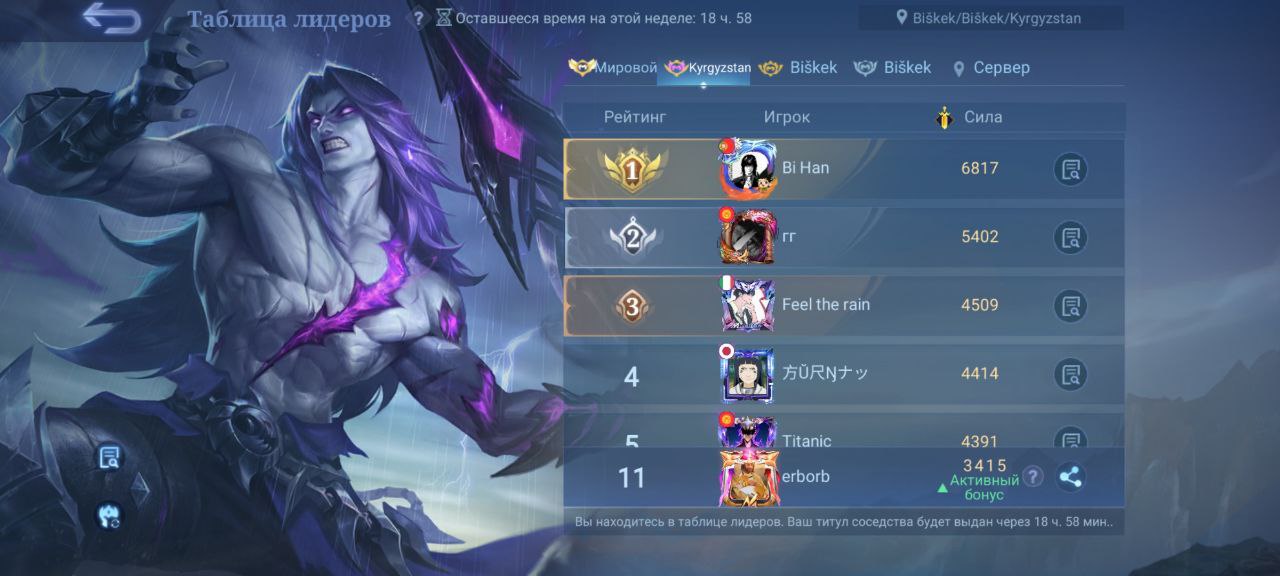 Таблица лидеров
? Оставшееся время на этой неделе: 18 ч. 58
Biškek/Biškek/Kyrgyzstan
Мировой Kyrgyzstan Biškek Biškek Сервер
Рейтинг Игрок Сила
1 Bi Han 6817
2 гг 5402
3 Feel the rain 4509
4 方ŬRŊナッ 4414
5 Titanic 4391
11 erborb 3415
Активный ?
бонус
Вы находитесь в таблице лидеров. Ваш титул соседства будет выдан через 18 ч. 58 мин..